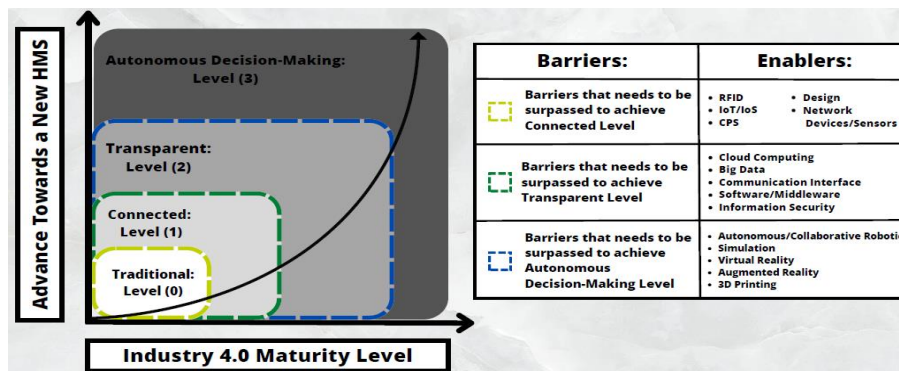 Advance Towards a New HMS
Autonomous Decision-Making:
Level (3)
Transparent:
Level (2)
Connected:
Level (1)
Traditional:
Level (0)
Industry 4.0 Maturity Level
Barriers:
Enablers:
Barriers that need to be
surpassed to achieve
Connected Level
• RFID
• IoT/IoS
• CPS
• Design
• Network
Devices/Sensors
Barriers that needs to be
surpassed to achieve
Transparent Level
• Cloud Computing
• Big Data
• Communication Interface
• Software/Middleware
• Information Security
Barriers that needs to be
surpassed to achieve
Autonomous
Decision-Making Level
• Autonomous/Collaborative Robotic
• Simulation
• Virtual Reality
• Augmented Reality
• 3D Printing